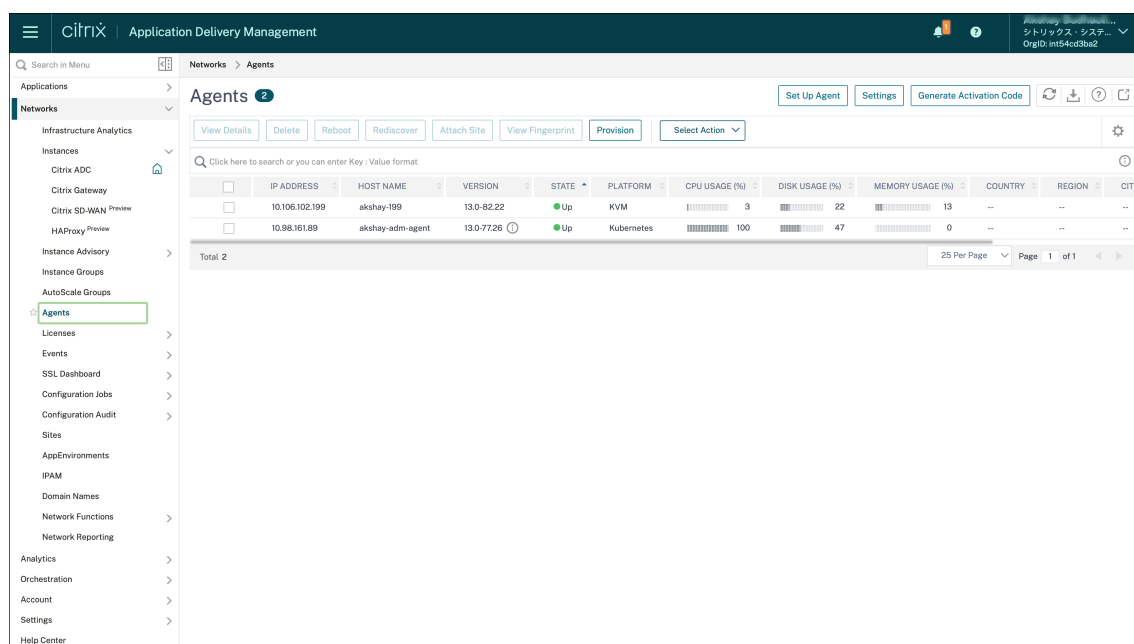 citrix | Application Delivery Management
1
?
シトリックス・システ...
OrgID: int54cd3ba2
Search in Menu
Networks > Agents
Applications
Networks
Infrastructure Analytics
Instances
Citrix ADC
Citrix Gateway
Citrix SD-WAN Preview
HAProxy Preview
Instance Advisory
Instance Groups
AutoScale Groups
Agents
Licenses
Events
SSL Dashboard
Configuration Jobs
Configuration Audit
Sites
AppEnvironments
IPAM
Domain Names
Network Functions
Network Reporting
Analytics
Orchestration
Account
Settings
Help Center
Agents 2
Set Up Agent Settings Generate Activation Code ?
View Details Delete Reboot Rediscover Attach Site View Fingerprint Provision Select Action
Click here to search or you can enter Key : Value format
IP ADDRESS HOST NAME VERSION STATE PLATFORM CPU USAGE (%) DISK USAGE (%) MEMORY USAGE (%) COUNTRY REGION CIT
10.106.102.199 akshay-199 13.0-82.22 Up KVM 3 22 13 -- -- --
10.98.161.89 akshay-adm-agent 13.0-77.26 Up Kubernetes 100 47 0 -- -- --
Total 2 25 Per Page Page 1 of 1